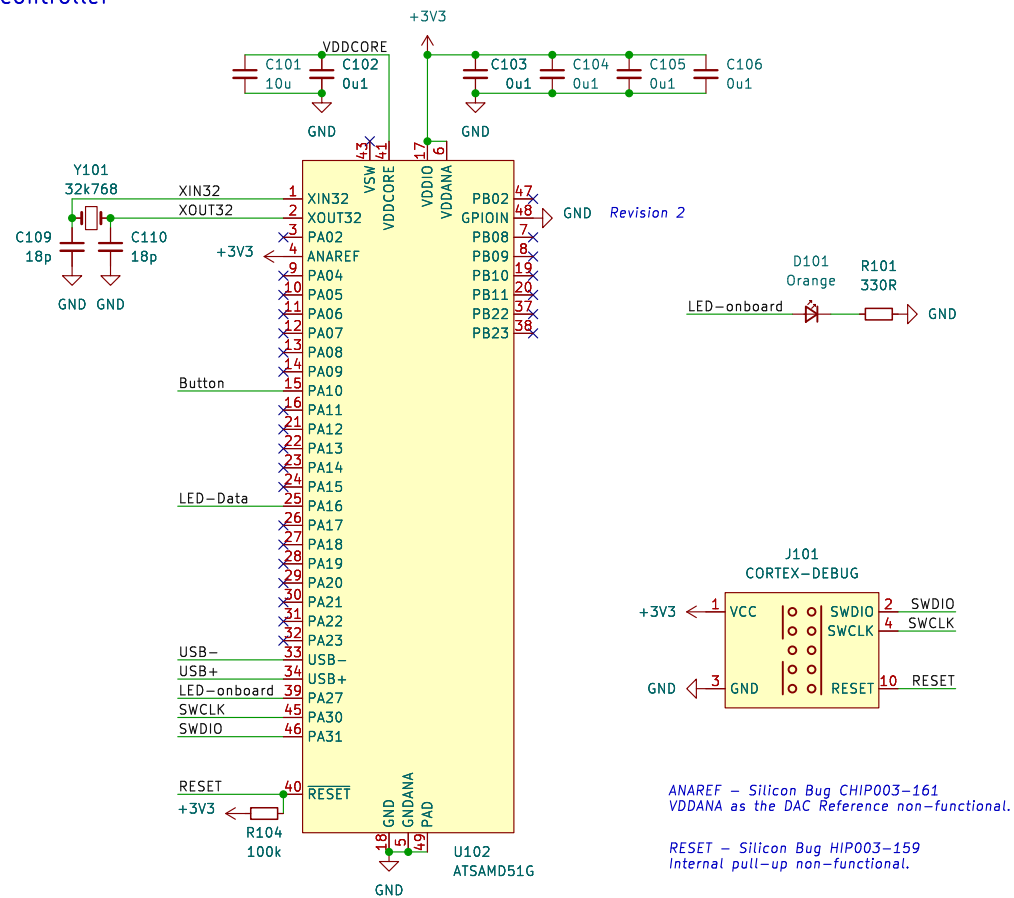 controller
+3V3
VDDCORE
C101
10u
C102
0u1
C103
0u1
C104
0u1
C105
0u1
C106
0u1
GND
GND
43
41
17
6
VSW
VDDCORE
VDDIO
VDDANA
Y101
32k768
XIN32
XOUT32
C109
18p
C110
18p
GND
GND
+3V3
1 XIN32
2 XOUT32
3 PA02
4 ANAREF
9 PA04
10 PA05
11 PA06
12 PA07
13 PA08
14 PA09
Button 15 PA10
16 PA11
21 PA12
22 PA13
23 PA14
24 PA15
LED-Data 25 PA16
26 PA17
27 PA18
28 PA19
29 PA20
30 PA21
31 PA22
32 PA23
USB- 33 USB-
USB+ 34 USB+
LED-onboard 39 PA27
SWCLK 45 PA30
SWDIO 46 PA31
RESET 40 RESET
+3V3
R104
100k
PB02 47
GPIOIN 48
GND
PB08 7
PB09 8
PB10 19
PB11 20
PB22 37
PB23 38
GND
GNDANA
PAD
18
5
49
GND
U102
ATSAMD51G
Revision 2
LED-onboard
D101
Orange
R101
330R
GND
J101
CORTEX-DEBUG
+3V3 1 VCC
SWDIO 2 SWDIO
SWCLK 4 SWCLK
GND 3 GND
RESET 10 RESET
ANAREF - Silicon Bug CHIP003-161
VDDANA as the DAC Reference non-functional.
RESET - Silicon Bug HIP003-159
Internal pull-up non-functional.